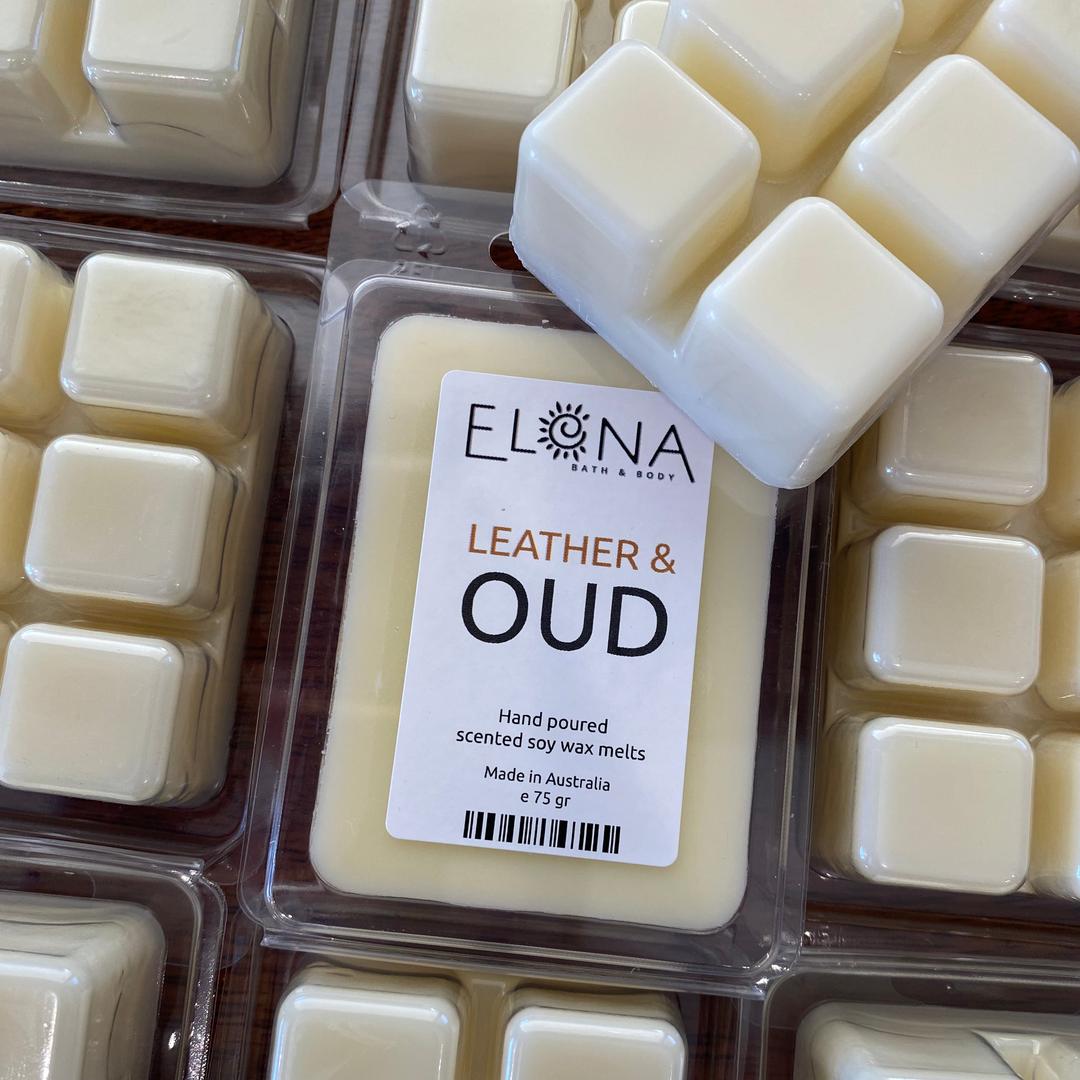 ELONA
BATH & BODY
LEATHER &
OUD
Hand poured
scented soy wax melts
Made in Australia
e 75 gr